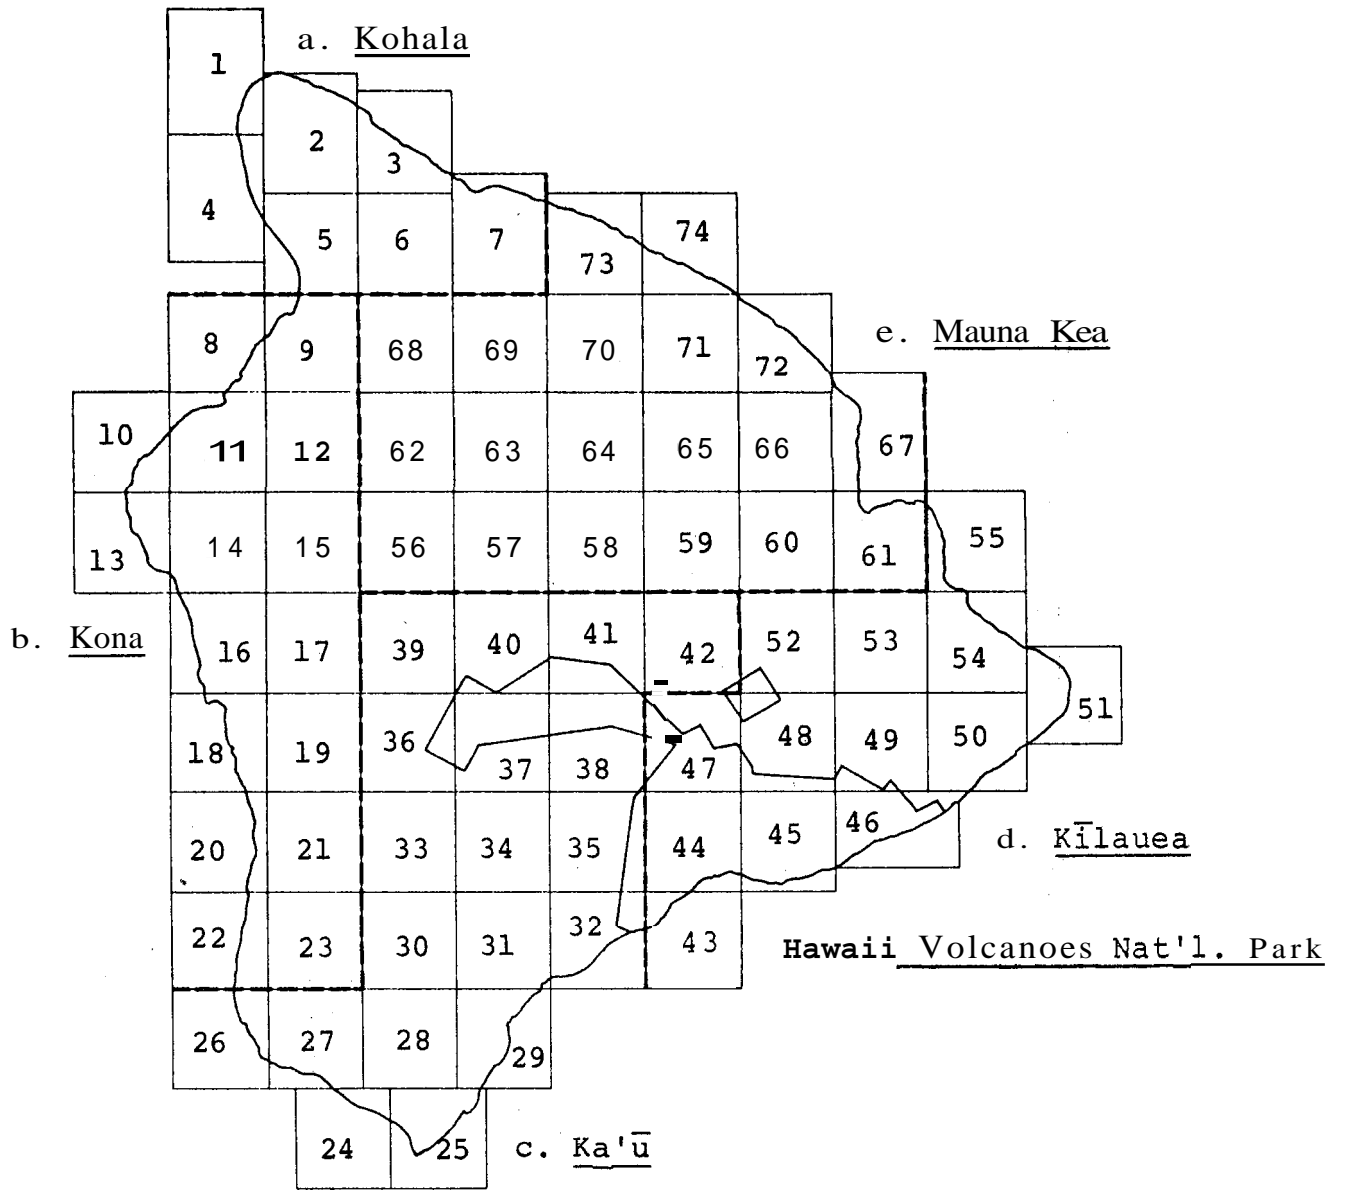 1
a. Kohala
2
3
4
5 6 7
73
74
8 9 68 69 70 71 72
e. Mauna Kea
10 11 12 62 63 64 65 66 67
13 14 15 56 57 58 59 60 61 55
b. Kona
16 17 39 40 41 42 52 53 54
18 19 36 37 38 47 48 49 50 51
20 21 33 34 35 44 45 46
d. Kīlauea
22 23 30 31 32 43
Hawaii Volcanoes Nat'l. Park
26 27 28 29
24 25
c. Ka'ū